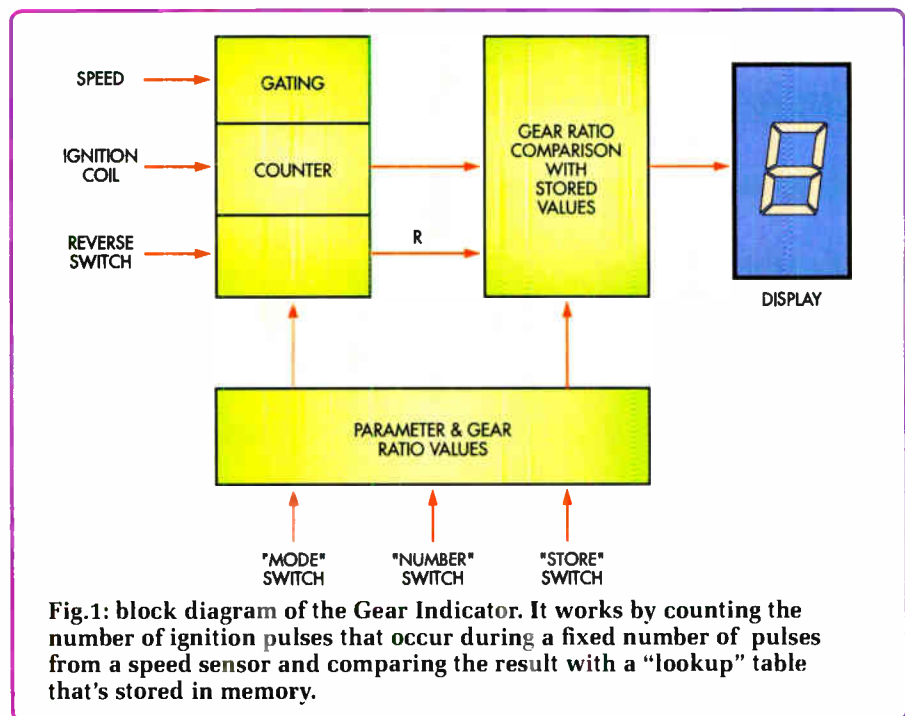 SPEED
GATING
IGNITION
COIL
COUNTER
REVERSE
SWITCH
R
GEAR RATIO
COMPARISON
WITH
STORED
VALUES
8
DISPLAY
PARAMETER & GEAR
RATIO VALUES
"MODE"
SWITCH
"NUMBER"
SWITCH
"STORE"
SWITCH
Fig.1: block diagram of the Gear Indicator. It works by counting the
number of ignition pulses that occur during a fixed number of pulses
from a speed sensor and comparing the result with a “lookup” table
that's stored in memory.